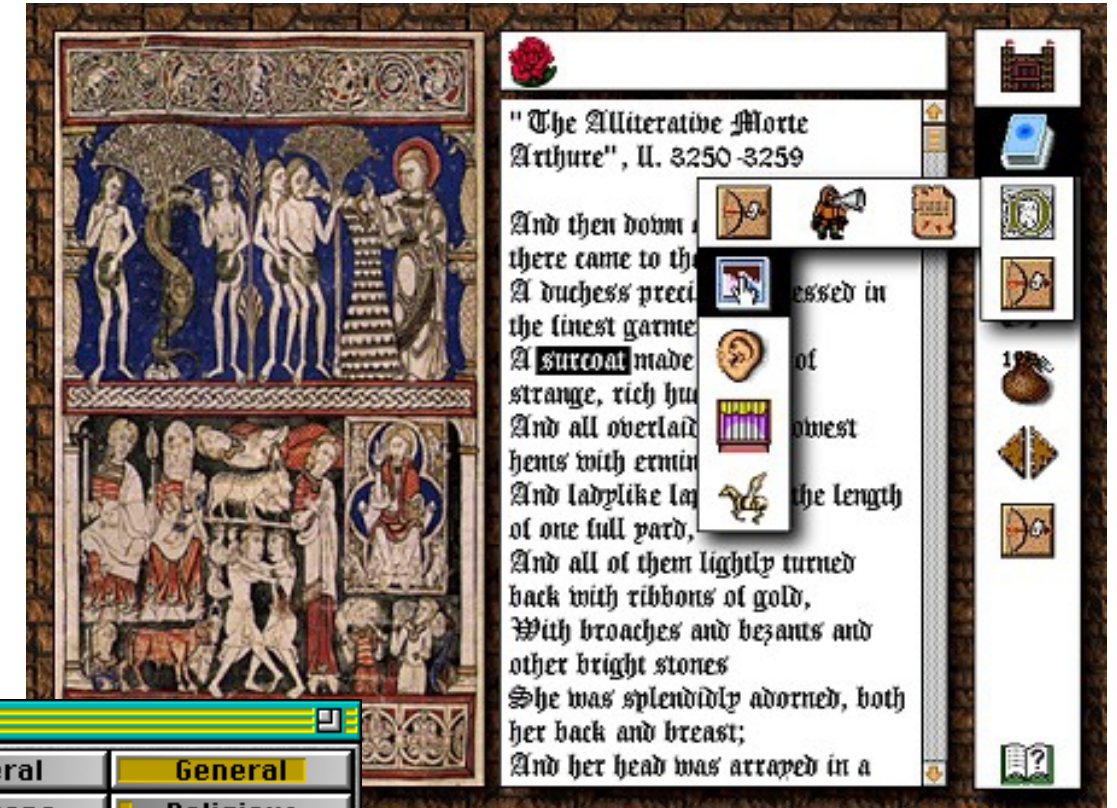 "The Alliterative Morte
Arthure", ll. 3250-3259
And then down
there came to the
A duchess preci essed in
the finest garme
A surcoat made of
strange, rich hu
And all overlaid owest
hems with ermin
And ladylike la the length
of one full yard,
And all of them lightly turned
back with ribbons of gold,
With broaches and bezants and
other bright stones
She was splendidly adorned, both
her back and breast;
And her head was arrayed in a
eral General